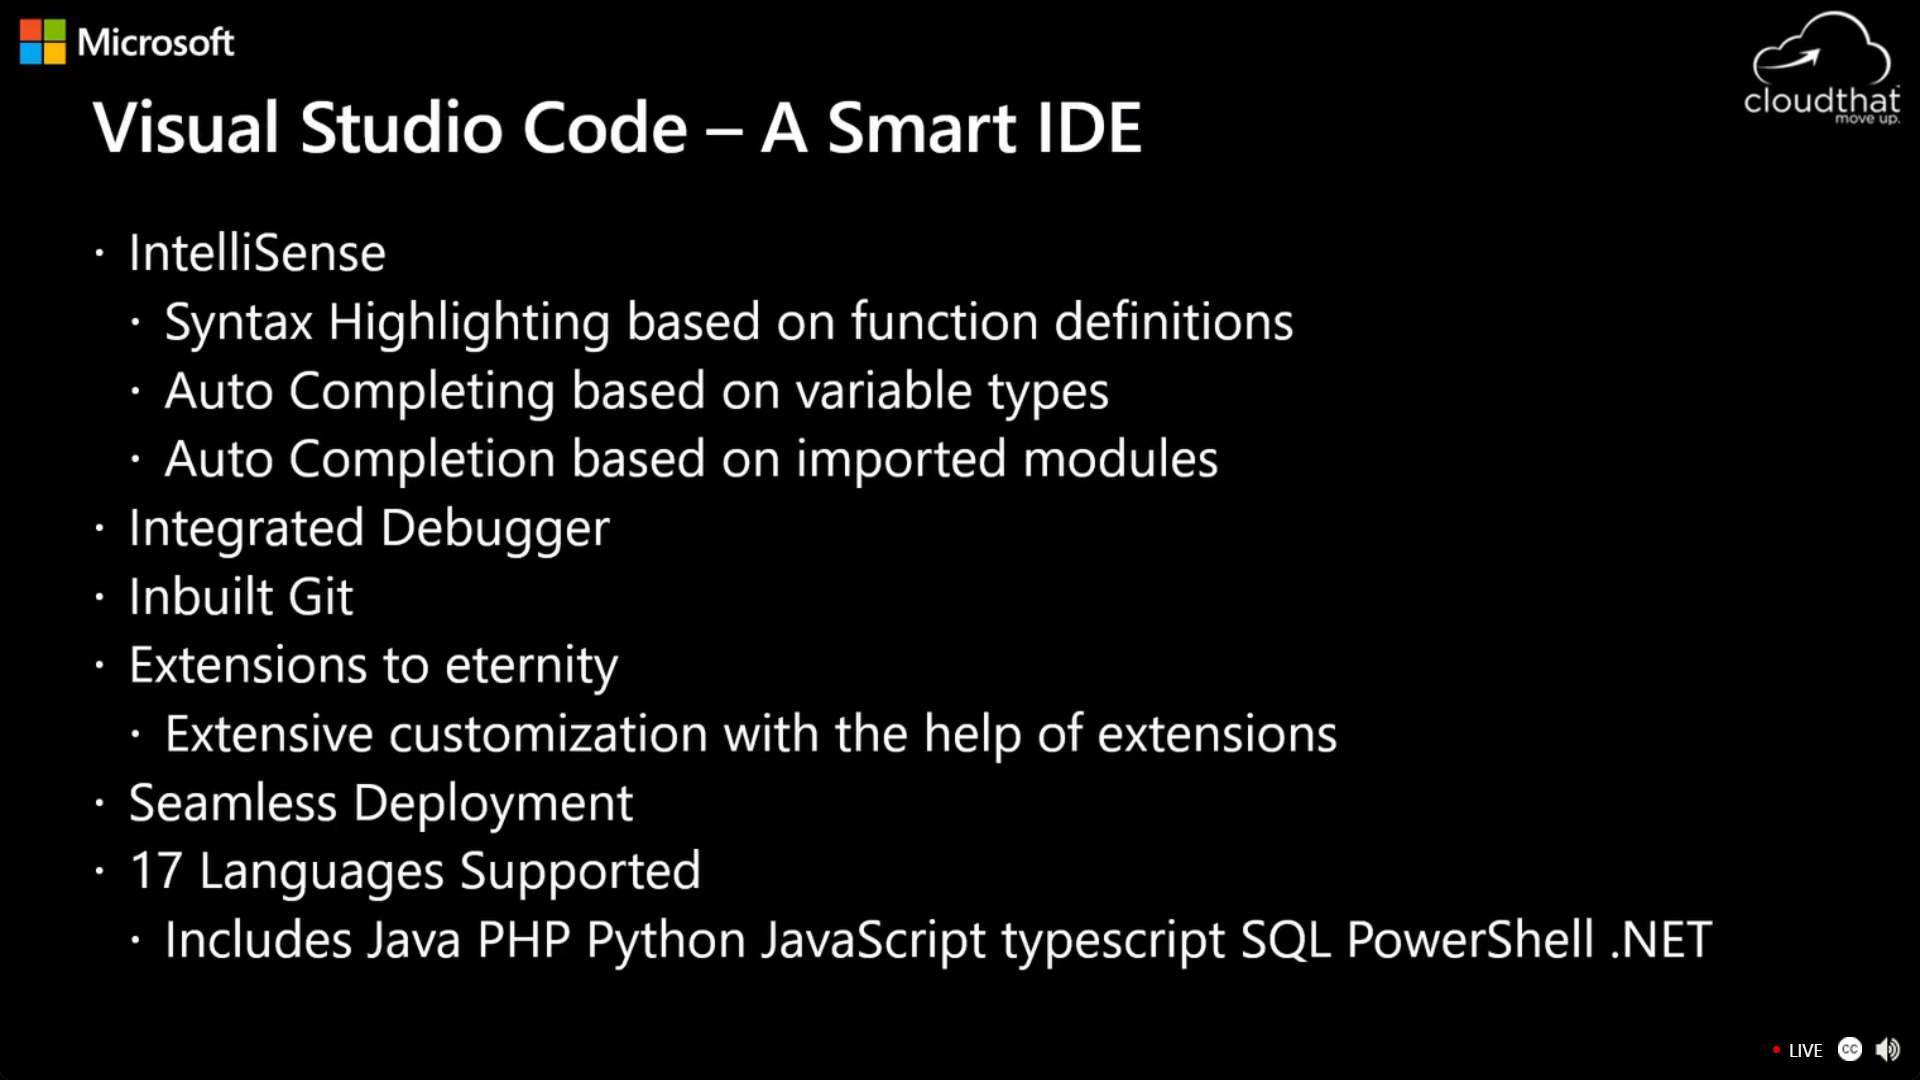 Microsoft
cloudthat
move up.
Visual Studio Code – A Smart IDE
· IntelliSense
· Syntax Highlighting based on function definitions
· Auto Completing based on variable types
· Auto Completion based on imported modules
· Integrated Debugger
· Inbuilt Git
· Extensions to eternity
· Extensive customization with the help of extensions
· Seamless Deployment
· 17 Languages Supported
· Includes Java PHP Python JavaScript typescript SQL PowerShell .NET
LIVE CC